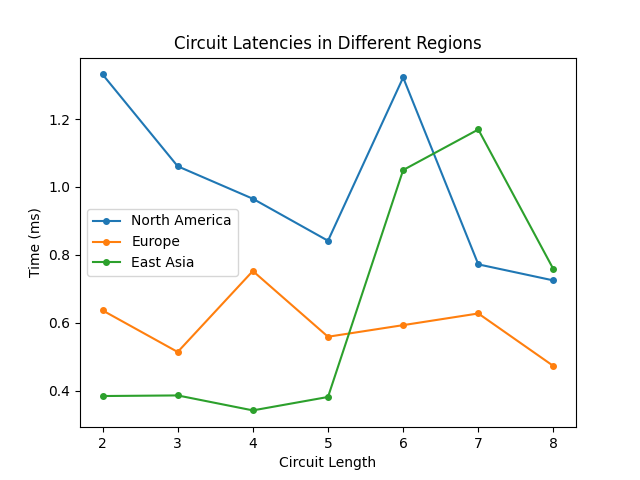 Circuit Latencies in Different Regions
Time (ms)
1.2
1.0
0.8
0.6
0.4
North America
Europe
East Asia
2 3 4 5 6 7 8
Circuit Length